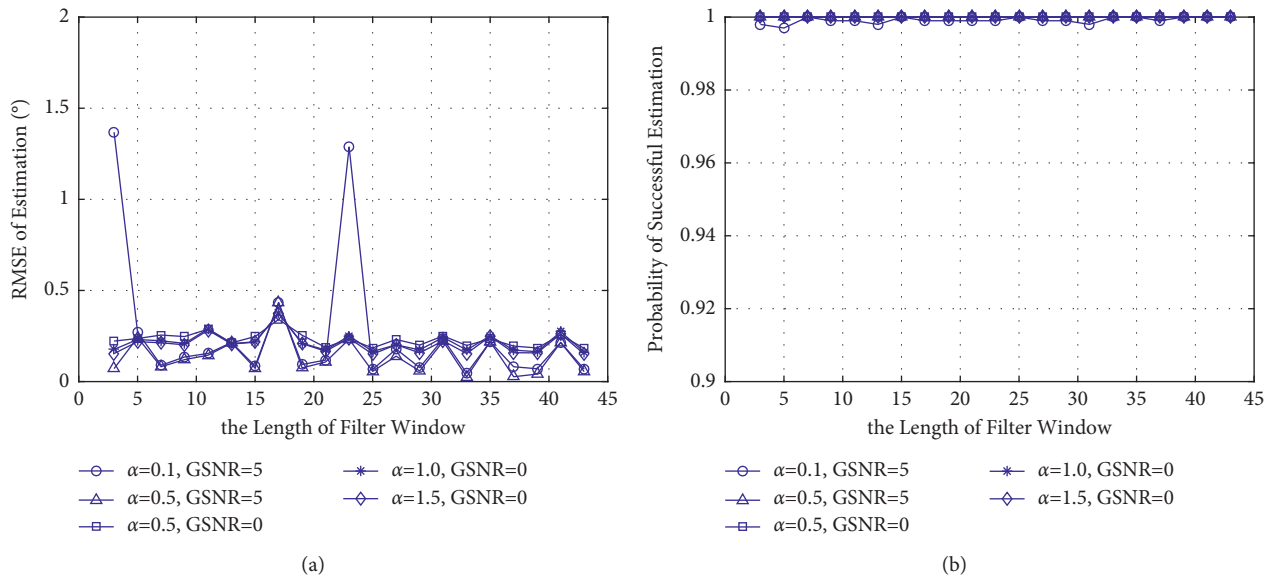 2
1.5
1
0.5
0
RMSE of Estimation (°)
0 5 10 15 20 25 30 35 40 45
the Length of Filter Window
α=0.1, GSNR=5
α=0.5, GSNR=5
α=0.5, GSNR=0
α=1.0, GSNR=0
α=1.5, GSNR=0
(a)
1
0.98
0.96
0.94
0.92
0.9
Probability of Successful Estimation
0 5 10 15 20 25 30 35 40 45
the Length of Filter Window
α=0.1, GSNR=5
α=0.5, GSNR=5
α=0.5, GSNR=0
α=1.0, GSNR=0
α=1.5, GSNR=0
(b)